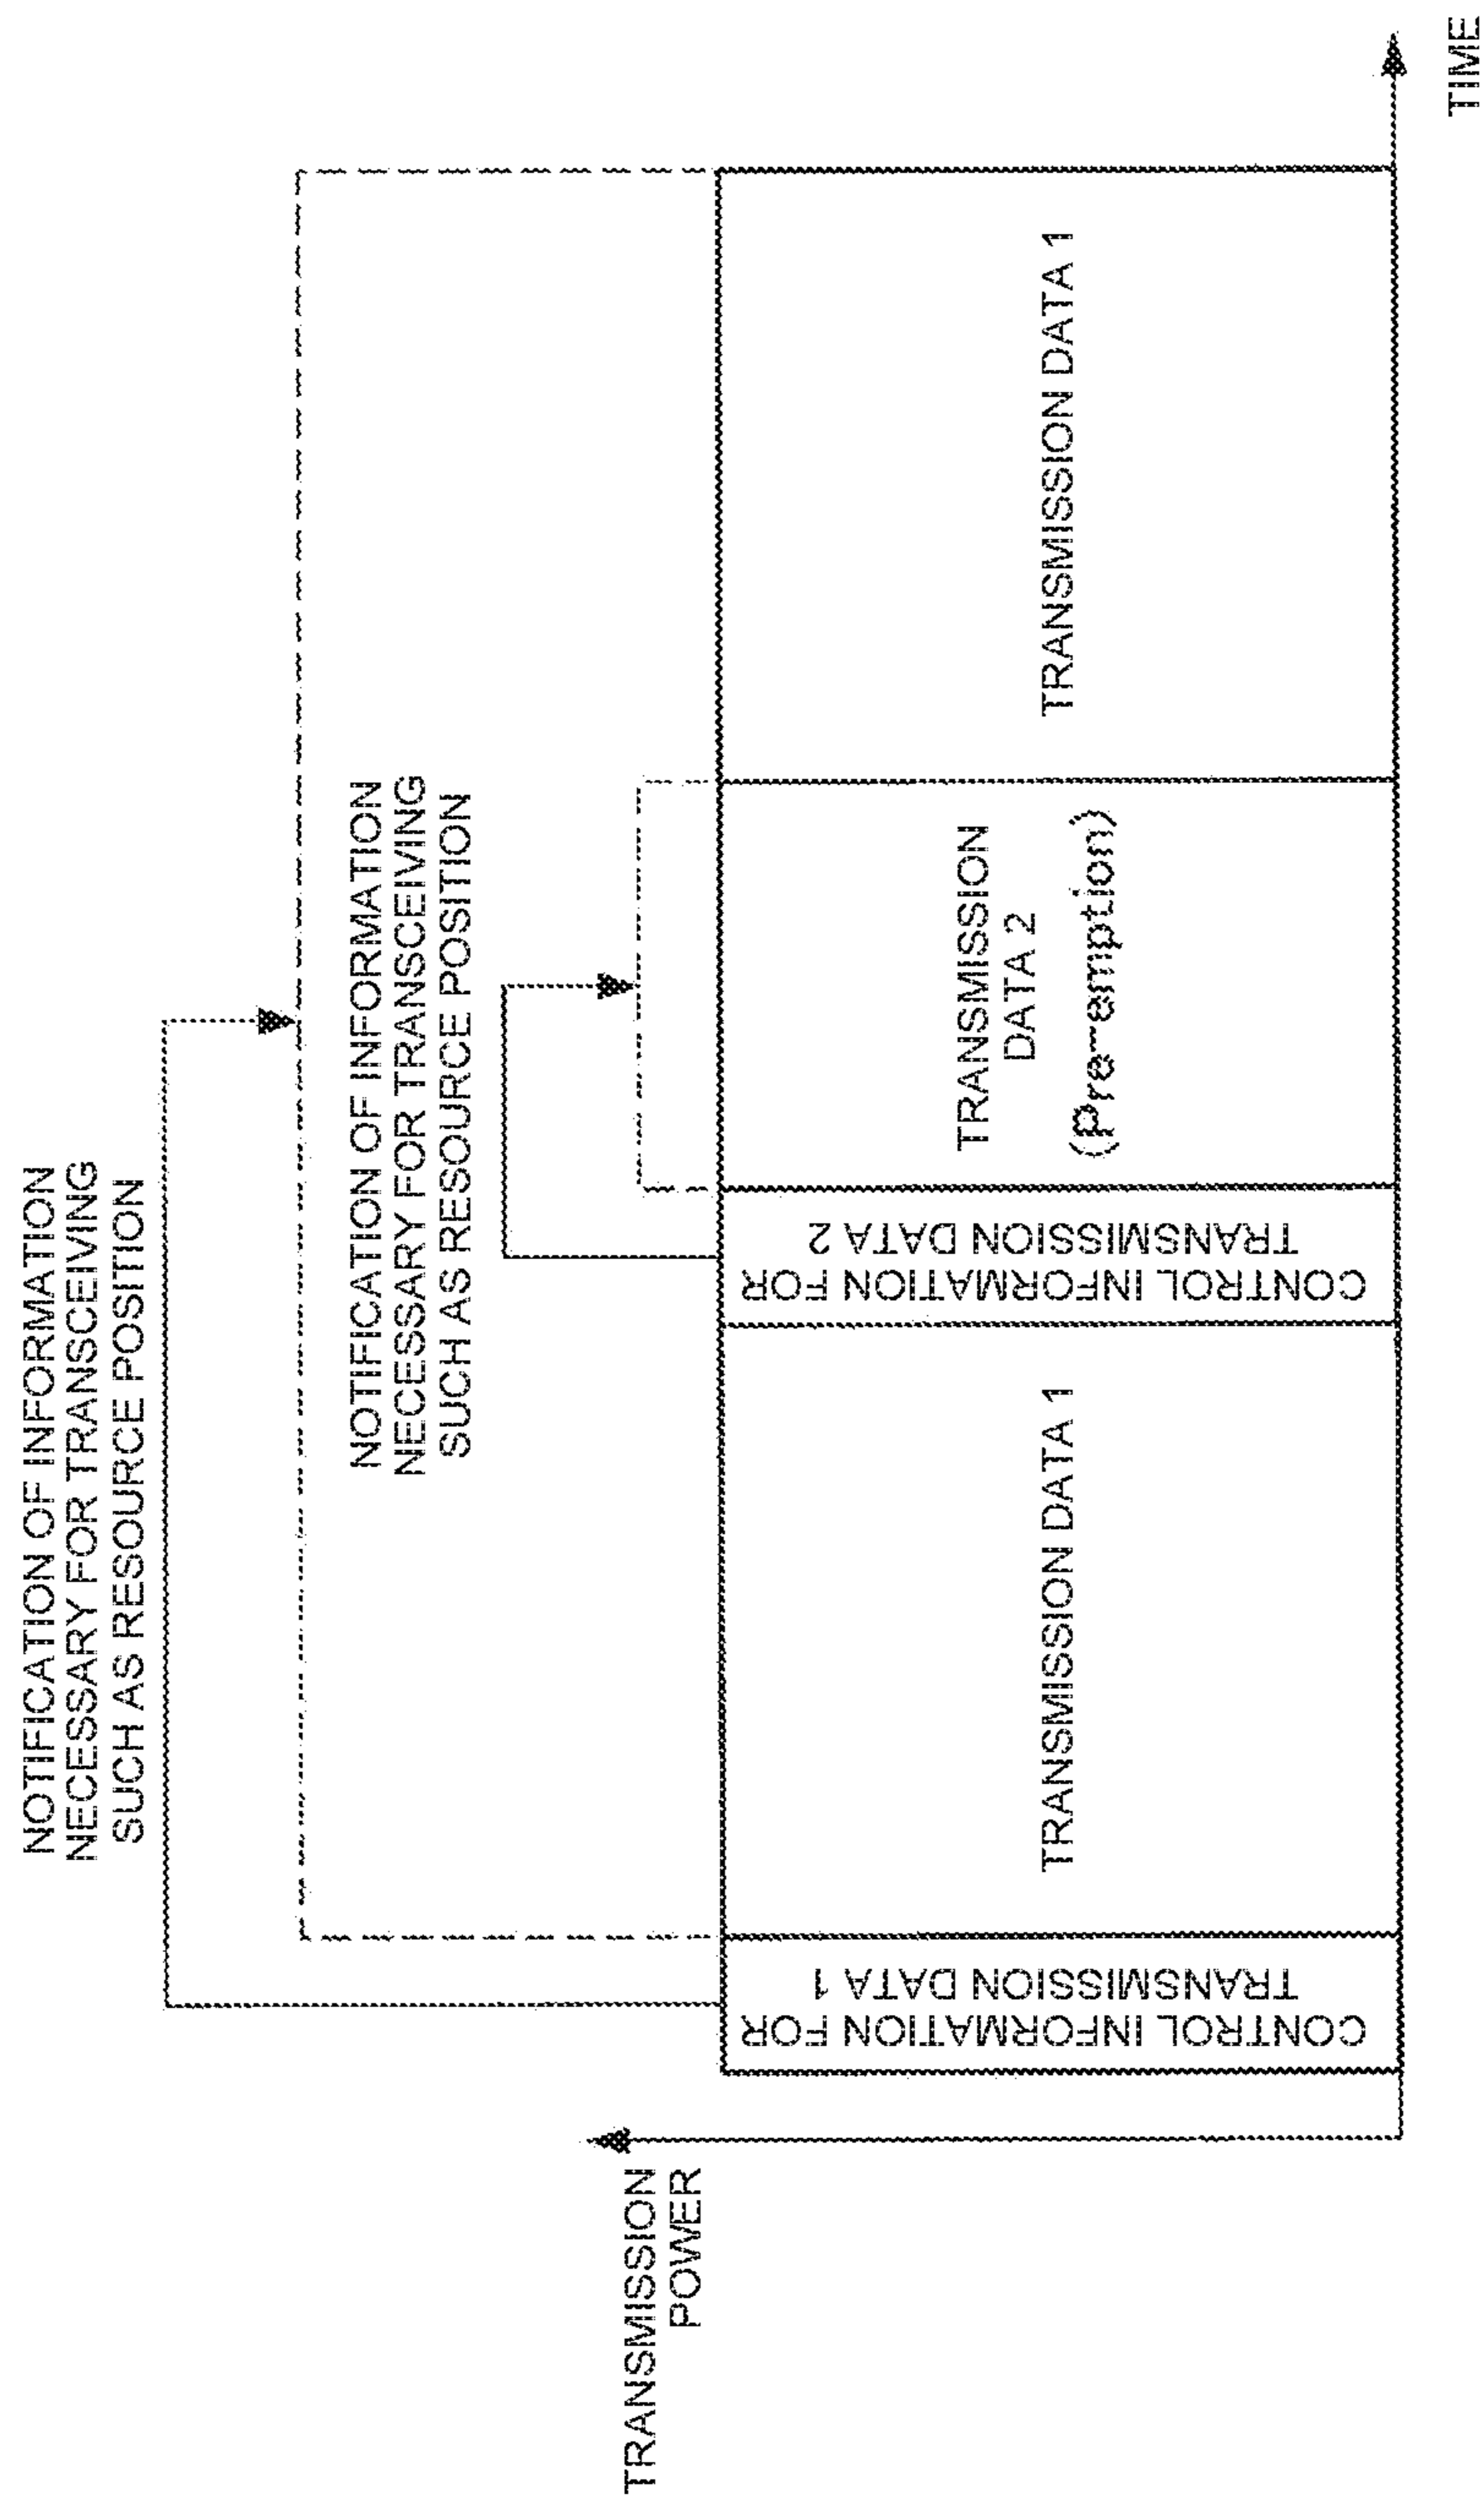 NOTIFICATION OF INFORMATION
NECESSARY FOR TRANSCEIVING
SUCH AS RESOURCE POSITION
NOTIFICATION OF INFORMATION
NECESSARY FOR TRANSCEIVING
SUCH AS RESOURCE POSITION
TRANSMISSION
POWER
CONTROL INFORMATION FOR
TRANSMISSION DATA 1
TRANSMISSION DATA 1
CONTROL INFORMATION FOR
TRANSMISSION DATA 2
TRANSMISSION
DATA 2
(Pre-emption)
TRANSMISSION DATA 1
TIME